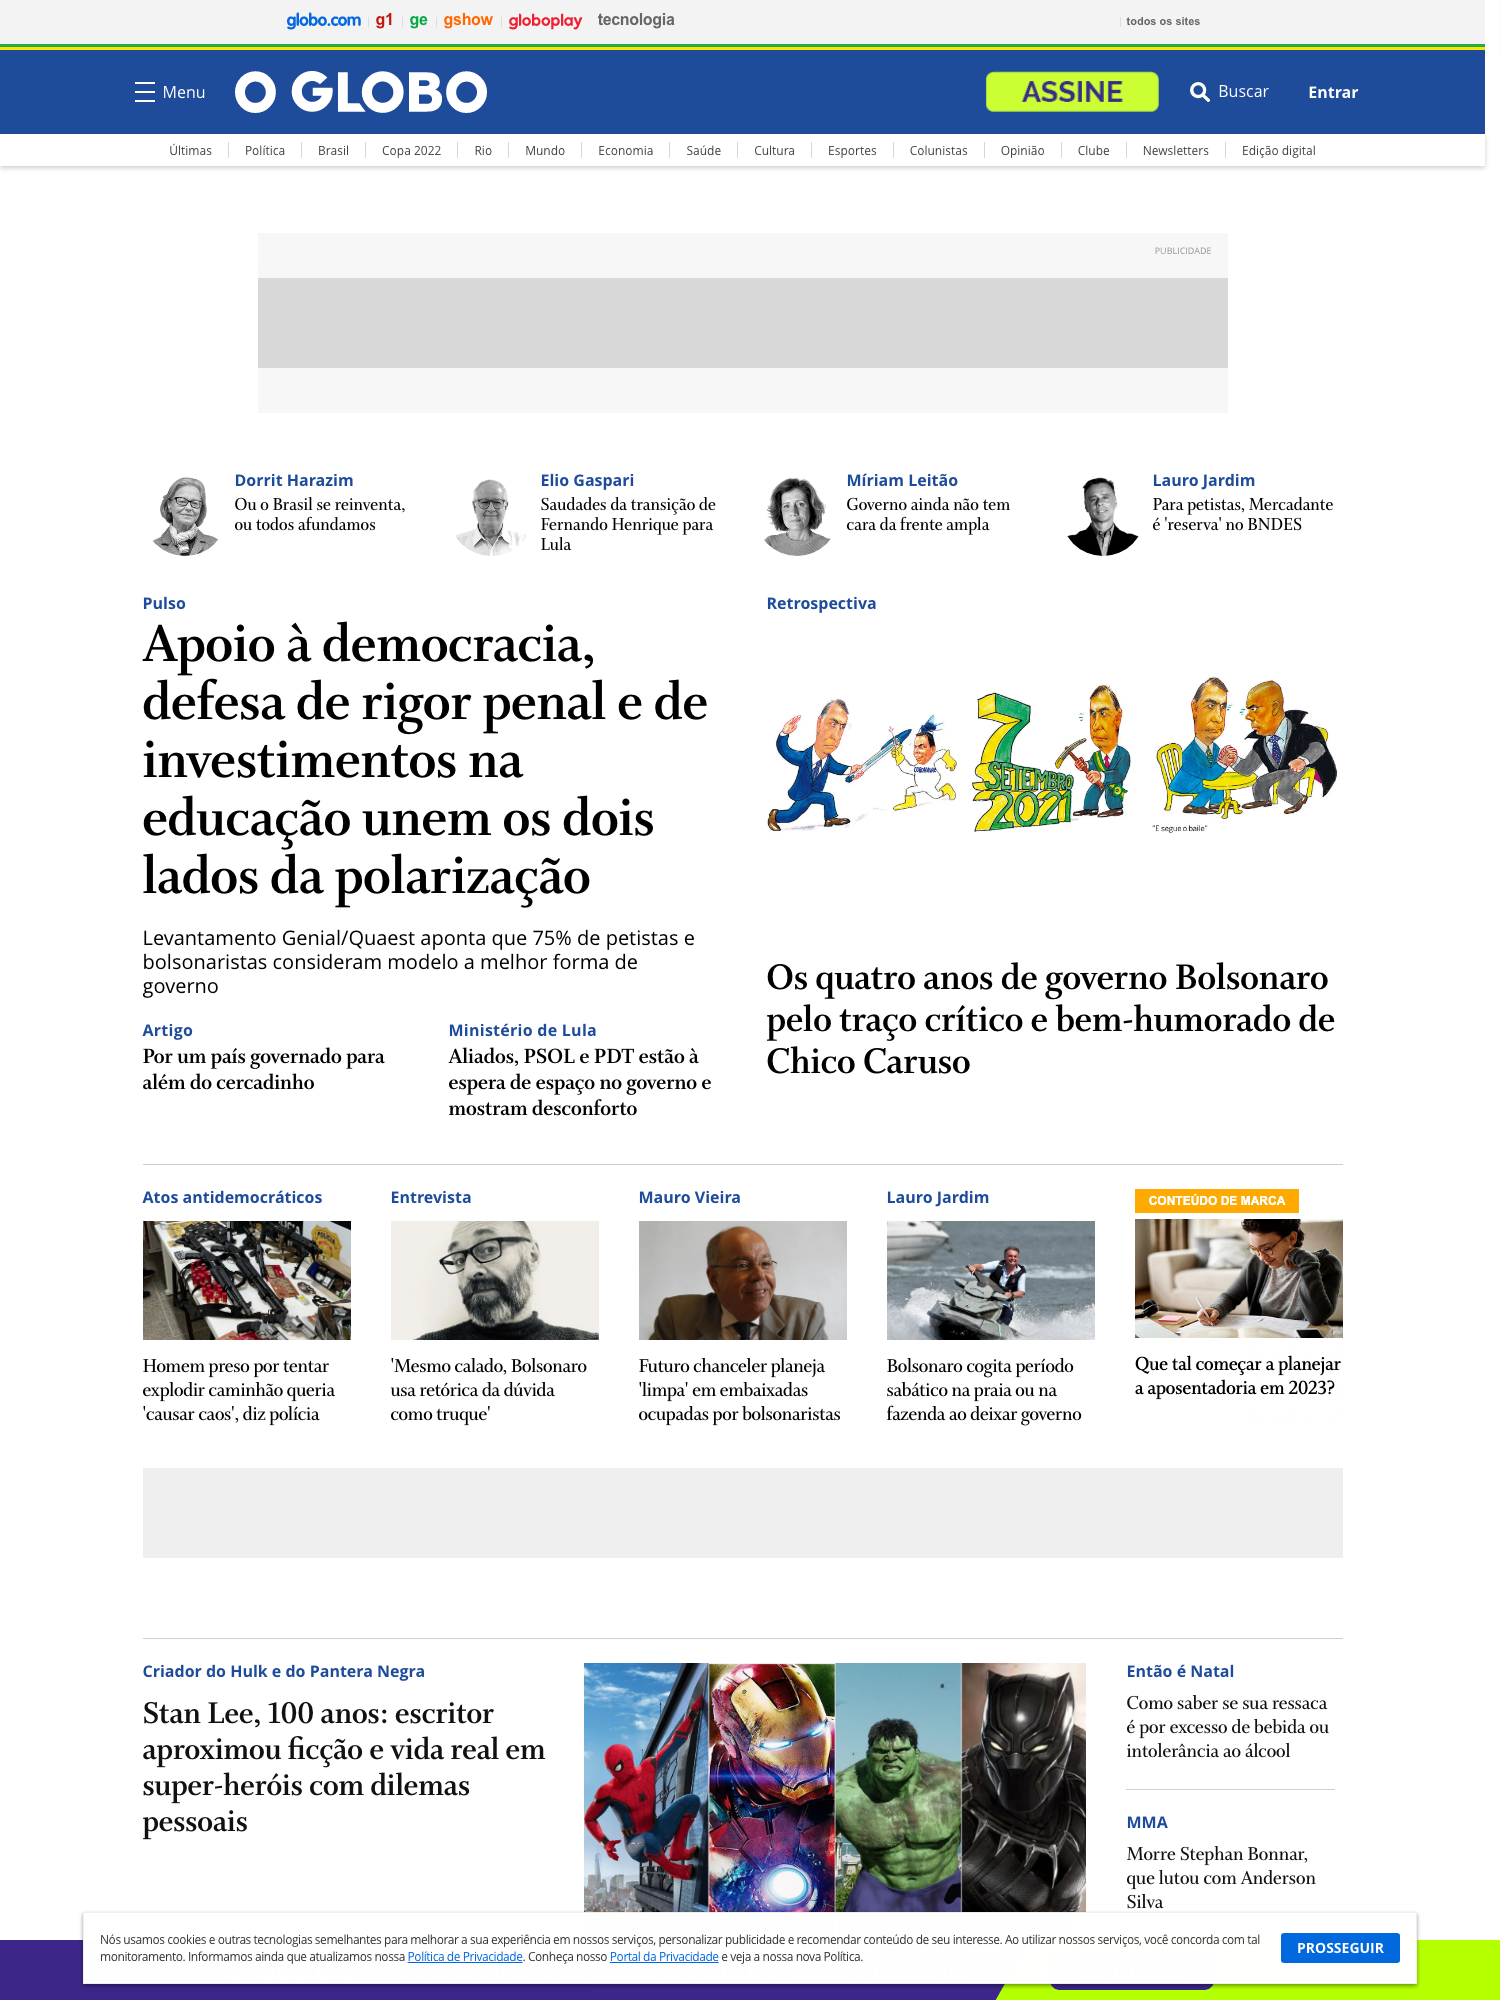 globo.com g1 ge gshow globoplay tecnologia todos os sites
Menu O GLOBO ASSINE Buscar Entrar
Últimas Política Brasil Copa 2022 Rio Mundo Economia Saúde Cultura Esportes Colunistas Opinião Clube Newsletters Edição digital
PUBLICIDADE
Dorrit Harazim
Ou o Brasil se reinventa,
ou todos afundamos
Elio Gaspari
Saudades da transição de
Fernando Henrique para
Lula
Míriam Leitão
Governo ainda não tem
cara da frente ampla
Lauro Jardim
Para petistas, Mercadante
é 'reserva' no BNDES
Pulso
Apoio à democracia,
defesa de rigor penal e de
investimentos na
educação unem os dois
lados da polarização
Levantamento Genial/Quaest aponta que 75% de petistas e
bolsonaristas consideram modelo a melhor forma de
governo
Artigo
Por um país governado para
além do cercadinho
Ministério de Lula
Aliados, PSOL e PDT estão à
espera de espaço no governo e
mostram desconforto
Retrospectiva
7
SETEMBRO
2021
"E segue o baile"
Os quatro anos de governo Bolsonaro
pelo traço crítico e bem-humorado de
Chico Caruso
Atos antidemocráticos
Homem preso por tentar
explodir caminhão queria
'causar caos', diz polícia
Entrevista
'Mesmo calado, Bolsonaro
usa retórica da dúvida
como truque'
Mauro Vieira
Futuro chanceler planeja
'limpa' em embaixadas
ocupadas por bolsonaristas
Lauro Jardim
Bolsonaro cogita período
sabático na praia ou na
fazenda ao deixar governo
CONTEÚDO DE MARCA
Que tal começar a planejar
a aposentadoria em 2023?
Criador do Hulk e do Pantera Negra
Stan Lee, 100 anos: escritor
aproximou ficção e vida real em
super-heróis com dilemas
pessoais
Então é Natal
Como saber se sua ressaca
é por excesso de bebida ou
intolerância ao álcool
MMA
Morre Stephan Bonnar,
que lutou com Anderson
Silva
Nós usamos cookies e outras tecnologias semelhantes para melhorar a sua experiência em nossos serviços, personalizar publicidade e recomendar conteúdo de seu interesse. Ao utilizar nossos serviços, você concorda com tal
monitoramento. Informamos ainda que atualizamos nossa Política de Privacidade. Conheça nosso Portal da Privacidade e veja a nossa nova Política.
PROSSEGUIR